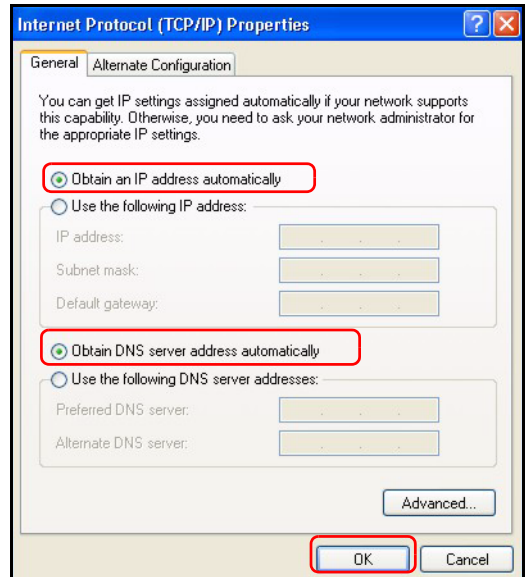 Internet Protocol (TCP/IP) Properties
General
Alternate Configuration
You can get IP settings assigned automatically if your network supports
this capability. Otherwise, you need to ask your network administrator for
the appropriate IP settings.
Obtain an IP address automatically
Use the following IP address:
IP address:
Subnet mask:
Default gateway:
Obtain DNS server address automatically
Use the following DNS server addresses:
Preferred DNS server:
Alternate DNS server:
Advanced...
OK
Cancel